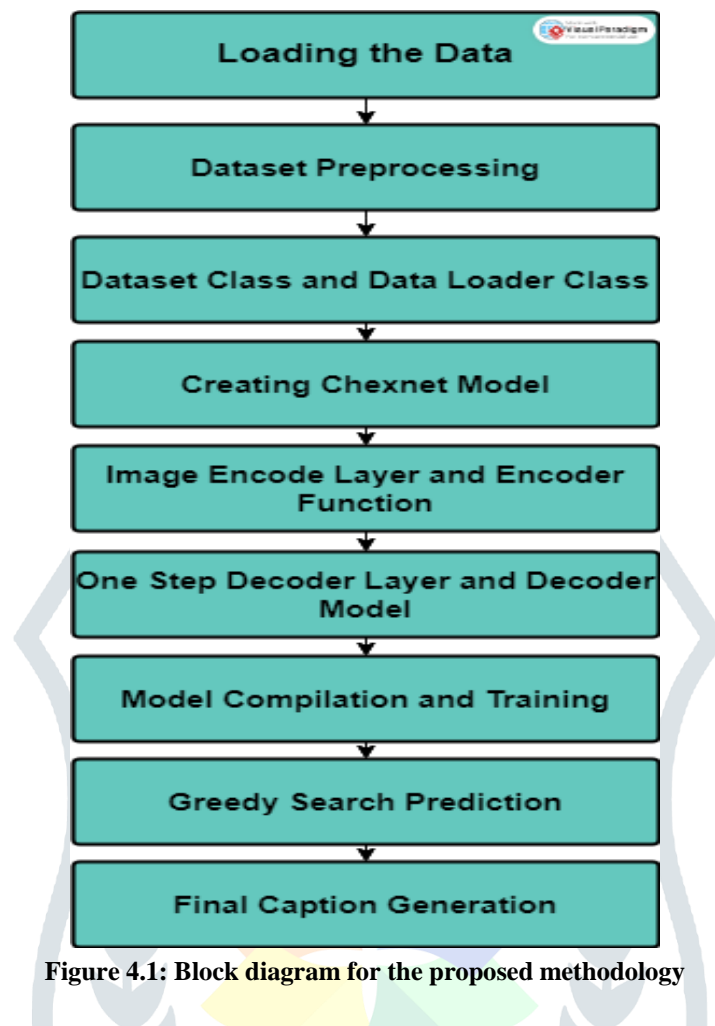 Visual Paradigm
Loading the Data
Dataset Preprocessing
Dataset Class and Data Loader Class
Creating Chexnet Model
Image Encode Layer and Encoder
Function
One Step Decoder Layer and Decoder
Model
Model Compilation and Training
Greedy Search Prediction
Final Caption Generation
Figure 4.1: Block diagram for the proposed methodology